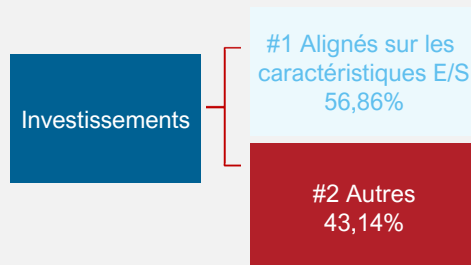 Investissements
#1 Alignés sur les
caractéristiques E/S
56,86%
#2 Autres
43,14%